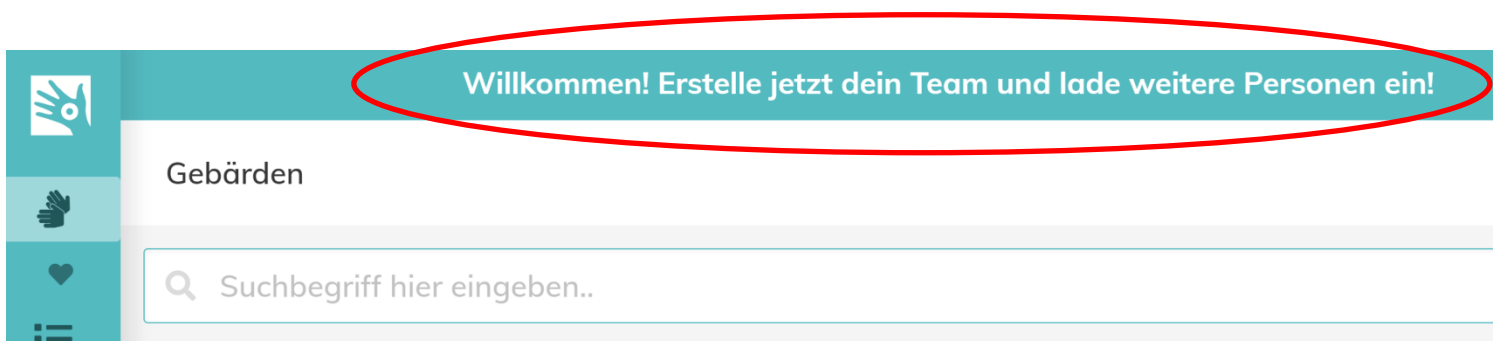 Willkommen! Erstelle jetzt dein Team und lade weitere Personen ein!
Gebärden
Suchbegriff hier eingeben..